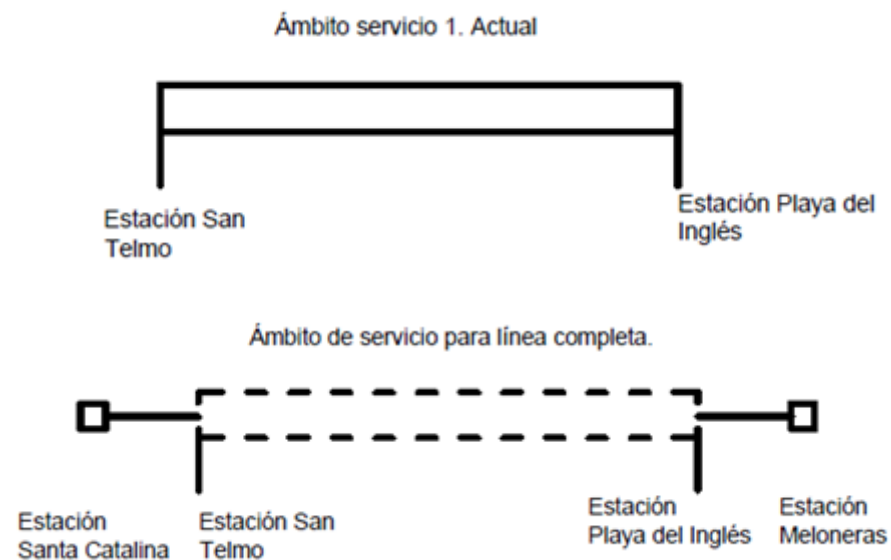 Ámbito servicio 1. Actual
Estación San
Telmo
Estación Playa del
Inglés
Ámbito de servicio para línea completa.
Estación
Santa Catalina
Estación San
Telmo
Estación
Playa del Inglés
Estación
Meloneras